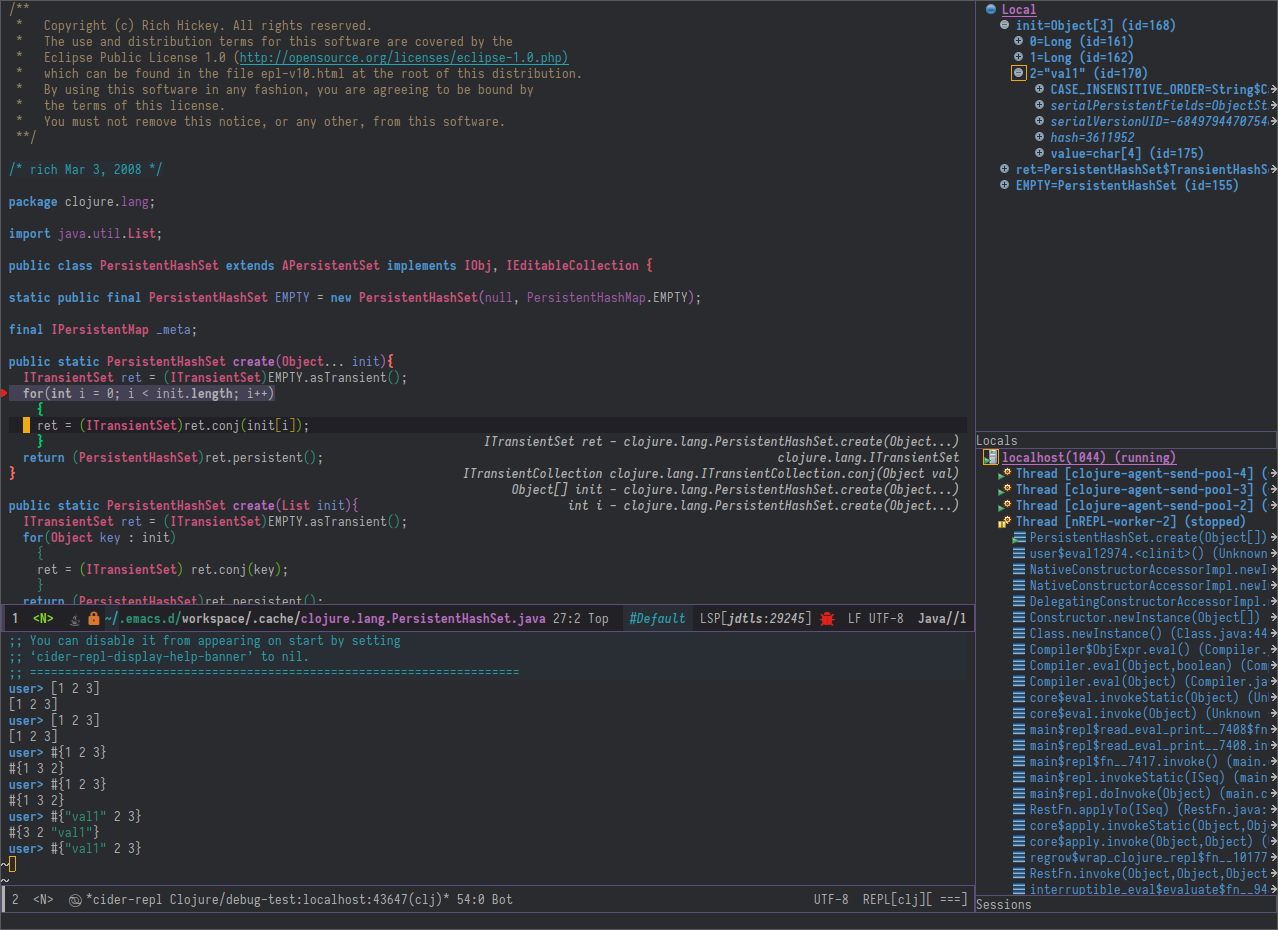 /**
 *   Copyright (c) Rich Hickey. All rights reserved.
 *   The use and distribution terms for this software are covered by the
 *   Eclipse Public License 1.0 (http://opensource.org/licenses/eclipse-1.0.php)
 *   which can be found in the file epl-v10.html at the root of this distribution.
 *   By using this software in any fashion, you are agreeing to be bound by
 *   the terms of this license.
 *   You must not remove this notice, or any other, from this software.
 **/
/* rich Mar 3, 2008 */
package clojure.lang;
import java.util.List;
public class PersistentHashSet extends APersistentSet implements IObj, IEditableCollection {
static public final PersistentHashSet EMPTY = new PersistentHashSet(null, PersistentHashMap.EMPTY);
final IPersistentMap _meta;
public static PersistentHashSet create(Object... init){
  ITransientSet ret = (ITransientSet)EMPTY.asTransient();
  for(int i = 0; i < init.length; i++)
    {
    ret = (ITransientSet)ret.conj(init[i]);
    }
ITransientSet ret - clojure.lang.PersistentHashSet.create(Object...)
  return (PersistentHashSet)ret.persistent();
clojure.lang.ITransientSet
}
ITransientCollection clojure.lang.ITransientCollection.conj(Object val)
Object[] init - clojure.lang.PersistentHashSet.create(Object...)
public static PersistentHashSet create(List init){
int i - clojure.lang.PersistentHashSet.create(Object...)
  ITransientSet ret = (ITransientSet)EMPTY.asTransient();
  for(Object key : init)
    {
    ret = (ITransientSet) ret.conj(key);
    }
  return (PersistentHashSet)ret.persistent();
1 <N> ~/.emacs.d/workspace/.cache/clojure.lang.PersistentHashSet.java 27:2 Top #Default LSP[jdtls:29245] LF UTF-8 Java//l
;; You can disable it from appearing on start by setting
;; ‘cider-repl-display-help-banner’ to nil.
;; ======================================================================
user> [1 2 3]
[1 2 3]
user> [1 2 3]
[1 2 3]
user> #{1 2 3}
#{1 3 2}
user> #{1 2 3}
#{1 3 2}
user> #{"val1" 2 3}
#{3 2 "val1"}
user> #{"val1" 2 3}
~
~
2 <N> *cider-repl Clojure/debug-test:localhost:43647(clj)* 54:0 Bot UTF-8 REPL[clj][ ===]
Local
init=Object[3] (id=168)
0=Long (id=161)
1=Long (id=162)
2="val1" (id=170)
CASE_INSENSITIVE_ORDER=String$C
serialPersistentFields=ObjectSt
serialVersionUID=-6849794470754
hash=3611952
value=char[4] (id=175)
ret=PersistentHashSet$TransientHashS
EMPTY=PersistentHashSet (id=155)
Locals
localhost(1044) (running)
Thread [clojure-agent-send-pool-4] (
Thread [clojure-agent-send-pool-3] (
Thread [clojure-agent-send-pool-2] (
Thread [nREPL-worker-2] (stopped)
PersistentHashSet.create(Object[])
user$eval12974.<clinit>() (Unknown
NativeConstructorAccessorImpl.newI
NativeConstructorAccessorImpl.newI
DelegatingConstructorAccessorImpl.
Constructor.newInstance(Object[])
Class.newInstance() (Class.java:44
Compiler$ObjExpr.eval() (Compiler.
Compiler.eval(Object,boolean) (Com
Compiler.eval(Object) (Compiler.ja
core$eval.invokeStatic(Object) (Un
core$eval.invoke(Object) (Unknown
main$repl$read_eval_print__7408$fn
main$repl$read_eval_print__7408.in
main$repl$fn__7417.invoke() (main.
main$repl.invokeStatic(ISeq) (main
main$repl.doInvoke(Object) (main.c
RestFn.applyTo(ISeq) (RestFn.java:
core$apply.invokeStatic(Object,Obj
core$apply.invoke(Object,Object) (
regrow$wrap_clojure_repl$fn__10177
RestFn.invoke(Object,Object,Object
interruptible_eval$evaluate$fn__94
Sessions